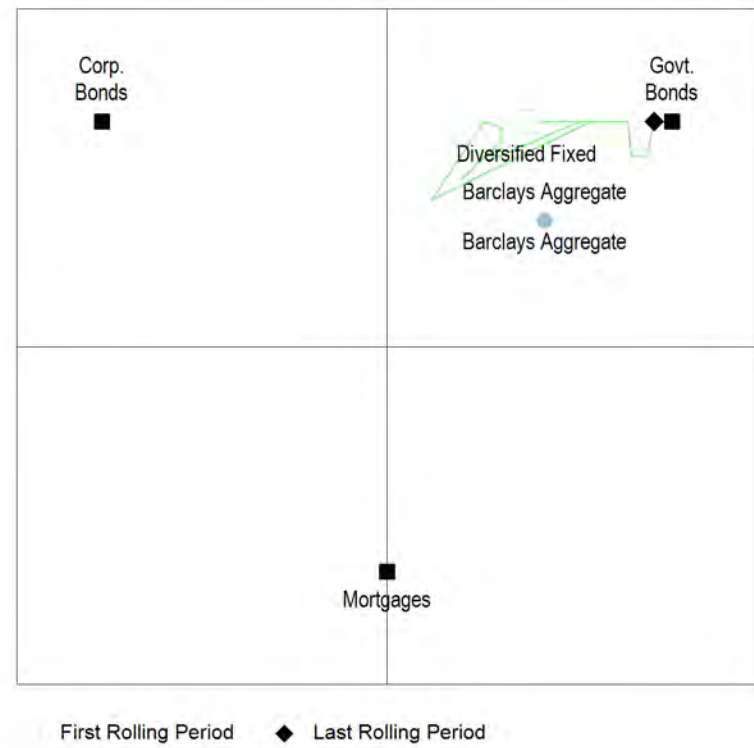 Corp.
Bonds
Govt.
Bonds
Diversified Fixed
Barclays Aggregate
Barclays Aggregate
Mortgages
First Rolling Period
Last Rolling Period